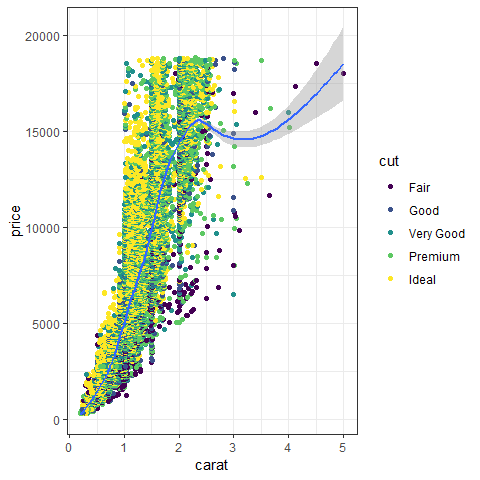 20000
15000
10000
5000
0
price
0 1 2 3 4 5
carat
cut
Fair
Good
Very Good
Premium
Ideal